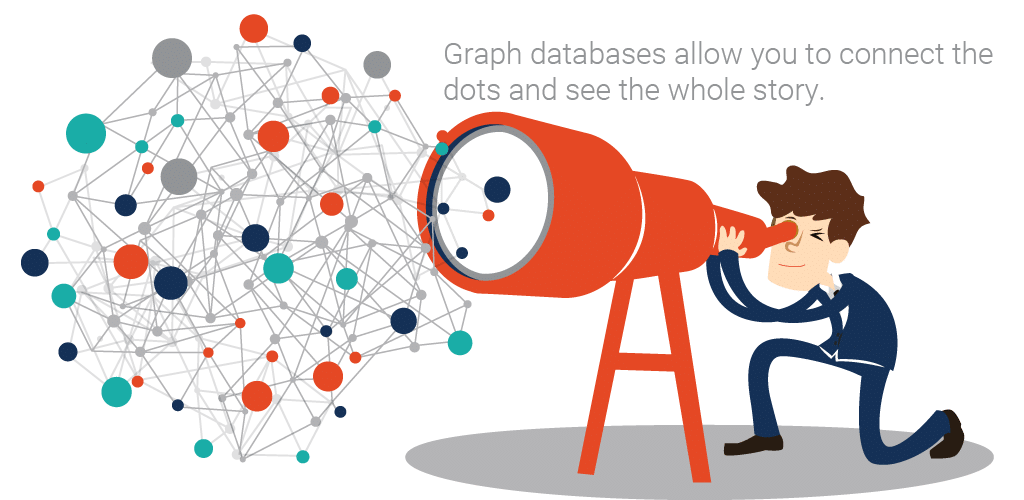 Graph databases allow you to connect the
dots and see the whole story.